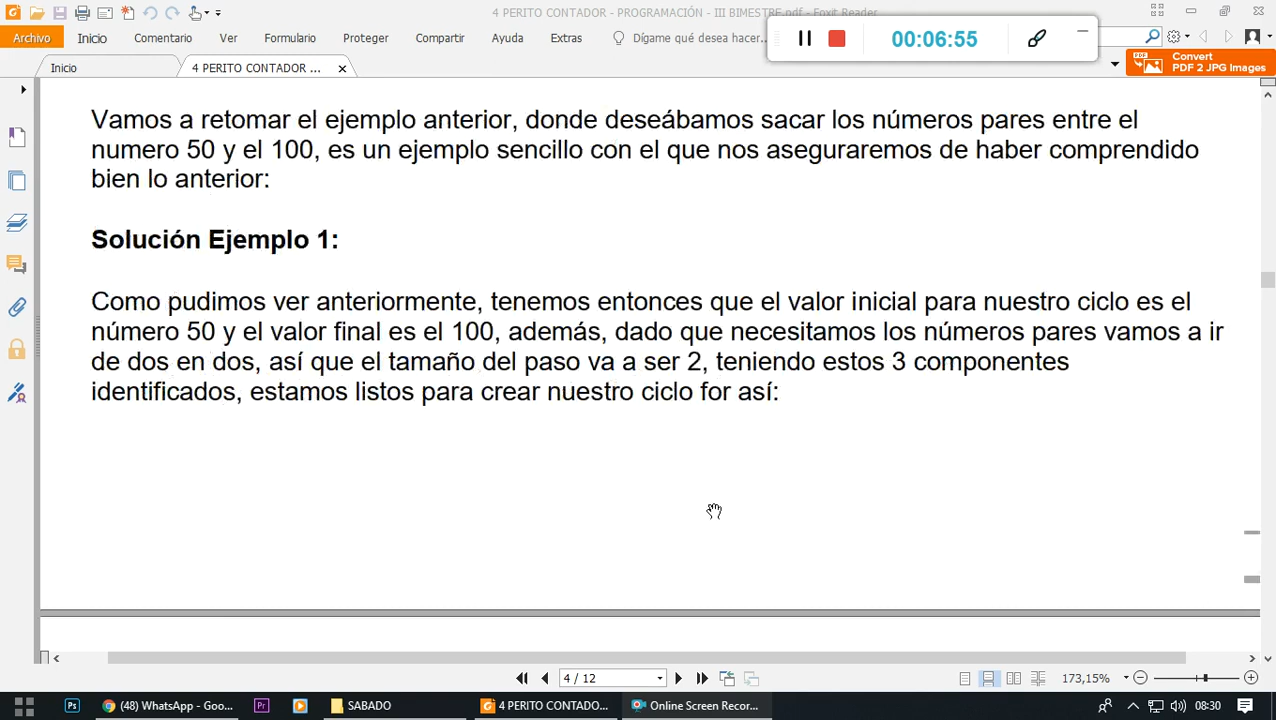 4 PERITO CONTADOR - PROGRAMACIÓN - III BIMESTRE.pdf - Foxit Reader
Archivo Inicio Comentario Ver Formulario Proteger Compartir Ayuda Extras Dígame qué desea hacer...
00:06:55
Convert
PDF 2 JPG Images
Inicio 4 PERITO CONTADOR ...
Vamos a retomar el ejemplo anterior, donde deseábamos sacar los números pares entre el
numero 50 y el 100, es un ejemplo sencillo con el que nos aseguraremos de haber comprendido
bien lo anterior:
Solución Ejemplo 1:
Como pudimos ver anteriormente, tenemos entonces que el valor inicial para nuestro ciclo es el
número 50 y el valor final es el 100, además, dado que necesitamos los números pares vamos a ir
de dos en dos, así que el tamaño del paso va a ser 2, teniendo estos 3 componentes
identificados, estamos listos para crear nuestro ciclo for así:
4 / 12 173,15%
Ps (48) WhatsApp - Goo... Pr SABADO 4 PERITO CONTADO... Online Screen Recor... 08:30